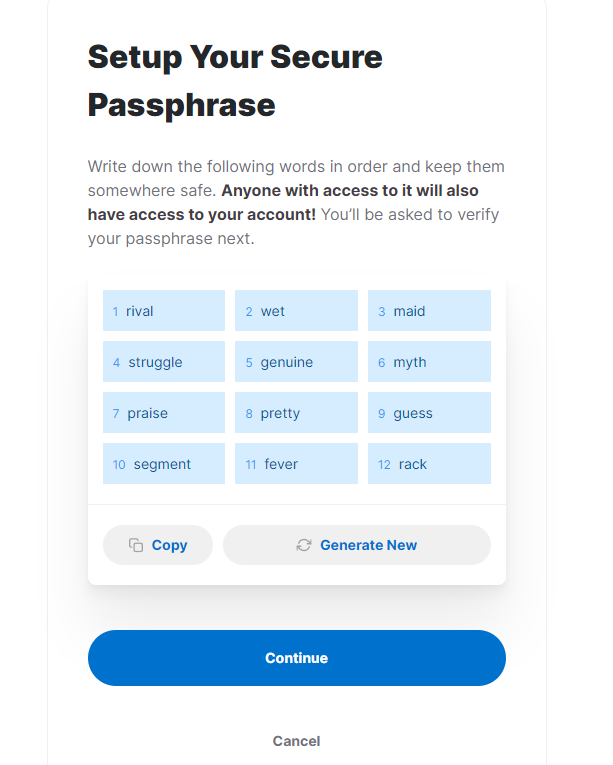 Setup Your Secure
Passphrase
Write down the following words in order and keep them
somewhere safe. Anyone with access to it will also
have access to your account! You’ll be asked to verify
your passphrase next.
1 rival 2 wet 3 maid
4 struggle 5 genuine 6 myth
7 praise 8 pretty 9 guess
10 segment 11 fever 12 rack
Copy Generate New
Continue
Cancel